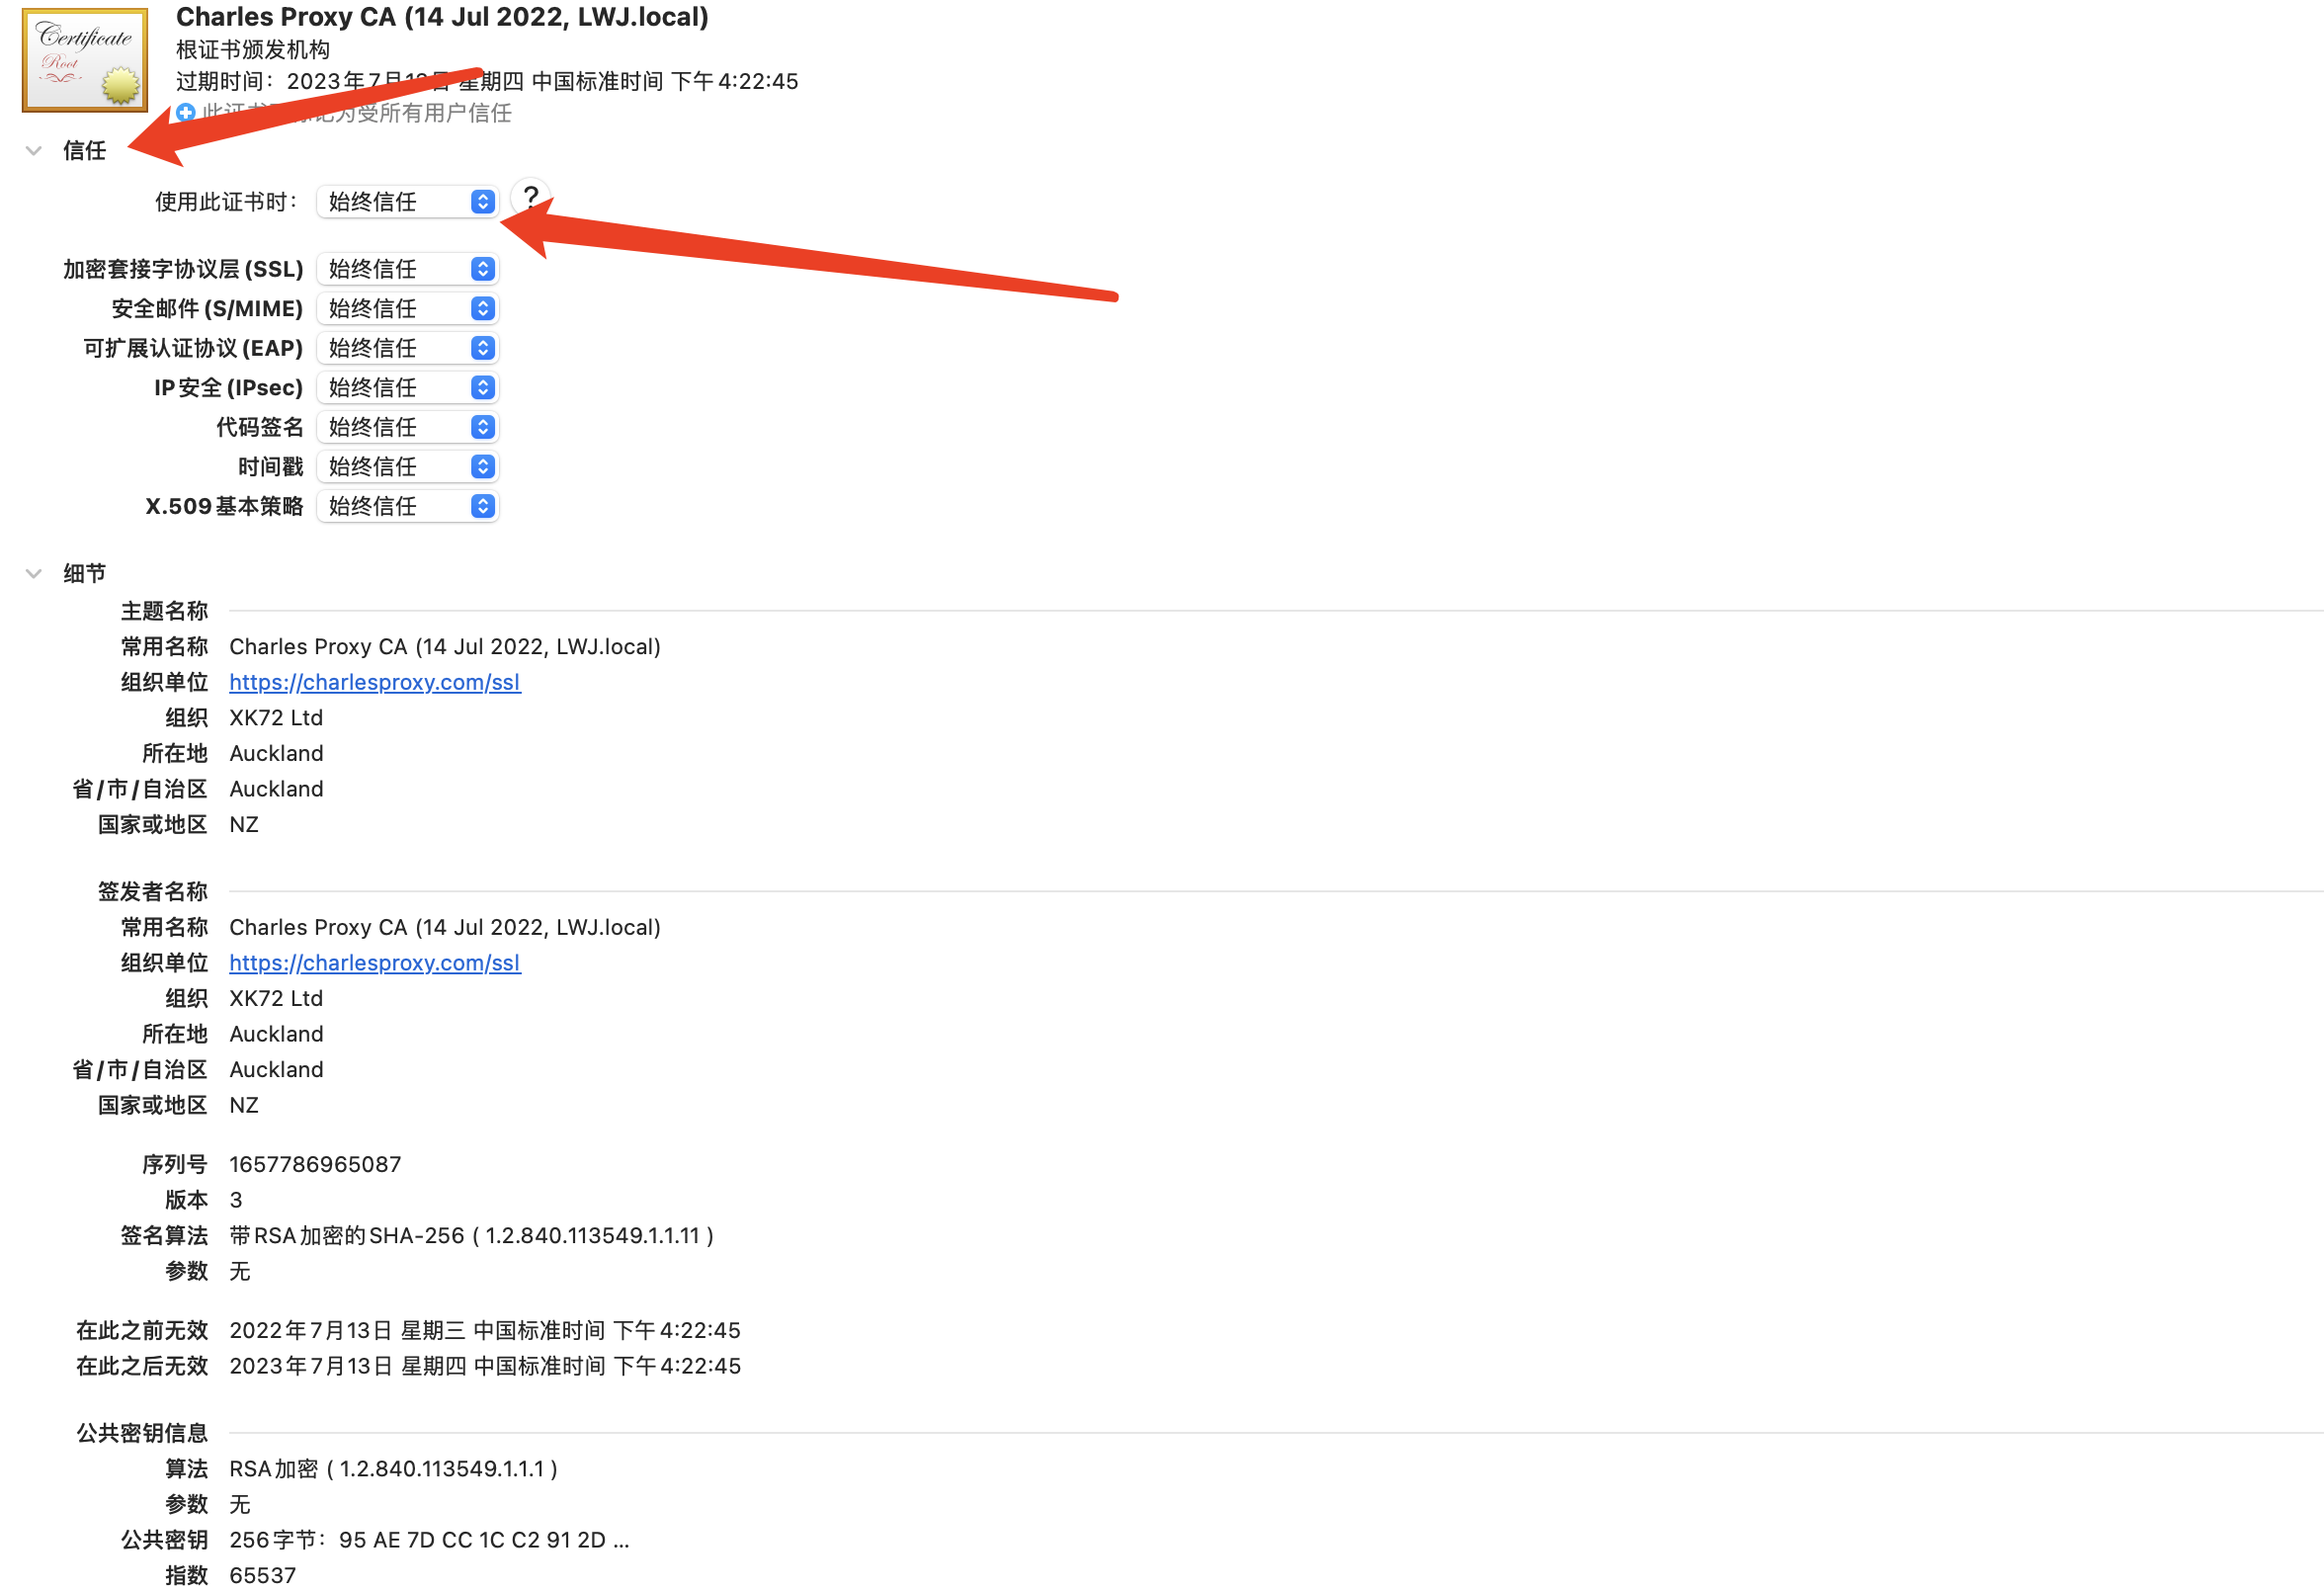 Certificate
Root
Charles Proxy CA (14 Jul 2022, LWJ.local)
根证书颁发机构
过期时间：2023年7月13日 星期四 中国标准时间 下午4:22:45
此证书 记为受所有用户信任
信任
使用此证书时： 始终信任 ?
加密套接字协议层(SSL) 始终信任
安全邮件(S/MIME) 始终信任
可扩展认证协议(EAP) 始终信任
IP安全(IPsec) 始终信任
代码签名 始终信任
时间戳 始终信任
X.509基本策略 始终信任
细节
主题名称
常用名称 Charles Proxy CA (14 Jul 2022, LWJ.local)
组织单位 https://charlesproxy.com/ssl
组织 XK72 Ltd
所在地 Auckland
省/市/自治区 Auckland
国家或地区 NZ
签发者名称
常用名称 Charles Proxy CA (14 Jul 2022, LWJ.local)
组织单位 https://charlesproxy.com/ssl
组织 XK72 Ltd
所在地 Auckland
省/市/自治区 Auckland
国家或地区 NZ
序列号 1657786965087
版本 3
签名算法 带RSA加密的SHA-256 ( 1.2.840.113549.1.1.11 )
参数 无
在此之前无效 2022年7月13日 星期三 中国标准时间 下午4:22:45
在此之后无效 2023年7月13日 星期四 中国标准时间 下午4:22:45
公共密钥信息
算法 RSA加密 ( 1.2.840.113549.1.1.1 )
参数 无
公共密钥 256字节：95 AE 7D CC 1C C2 91 2D ...
指数 65537